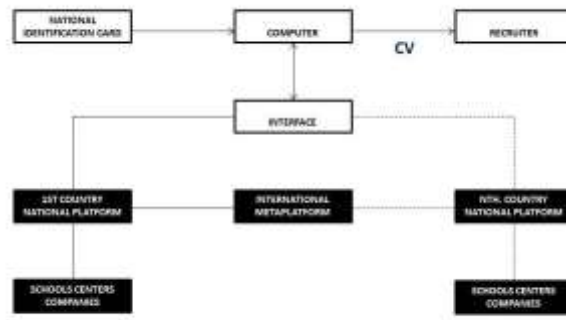 NATIONAL
IDENTIFICATION CARD
COMPUTER
CV
RECRUITER
INTERFACE
1ST COUNTRY
NATIONAL PLATFORM
INTERNATIONAL
METAPLATFORM
NTH. COUNTRY
NATIONAL PLATFORM
SCHOOLS CENTERS
COMPANIES
SCHOOLS CENTERS
COMPANIES